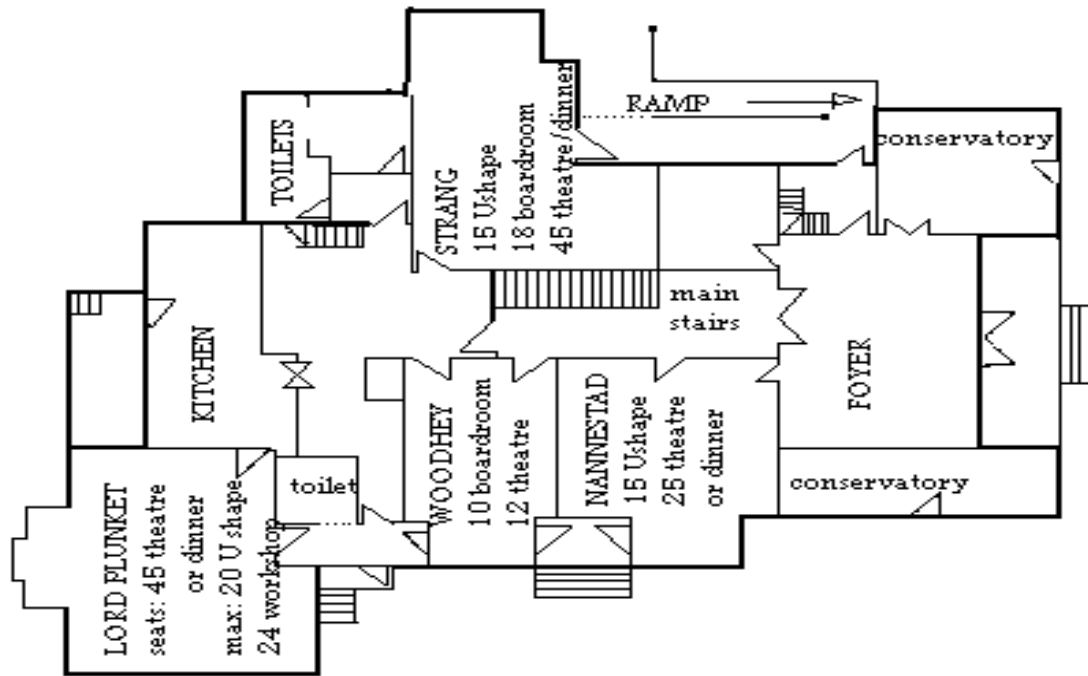 RAMP
conservatory
TOILETS
STRANG
15 Ushape
18 boardroom
45 theatre/dinner
main
stairs
KITCHEN
FOYER
WOODHEY
10 boardroom
12 theatre
NANNESTAD
15 Ushape
25 theatre
or dinner
toilet
conservatory
LORD PLUNKET
seats: 45 theatre
or dinner
max: 20 U shape
24 workshop